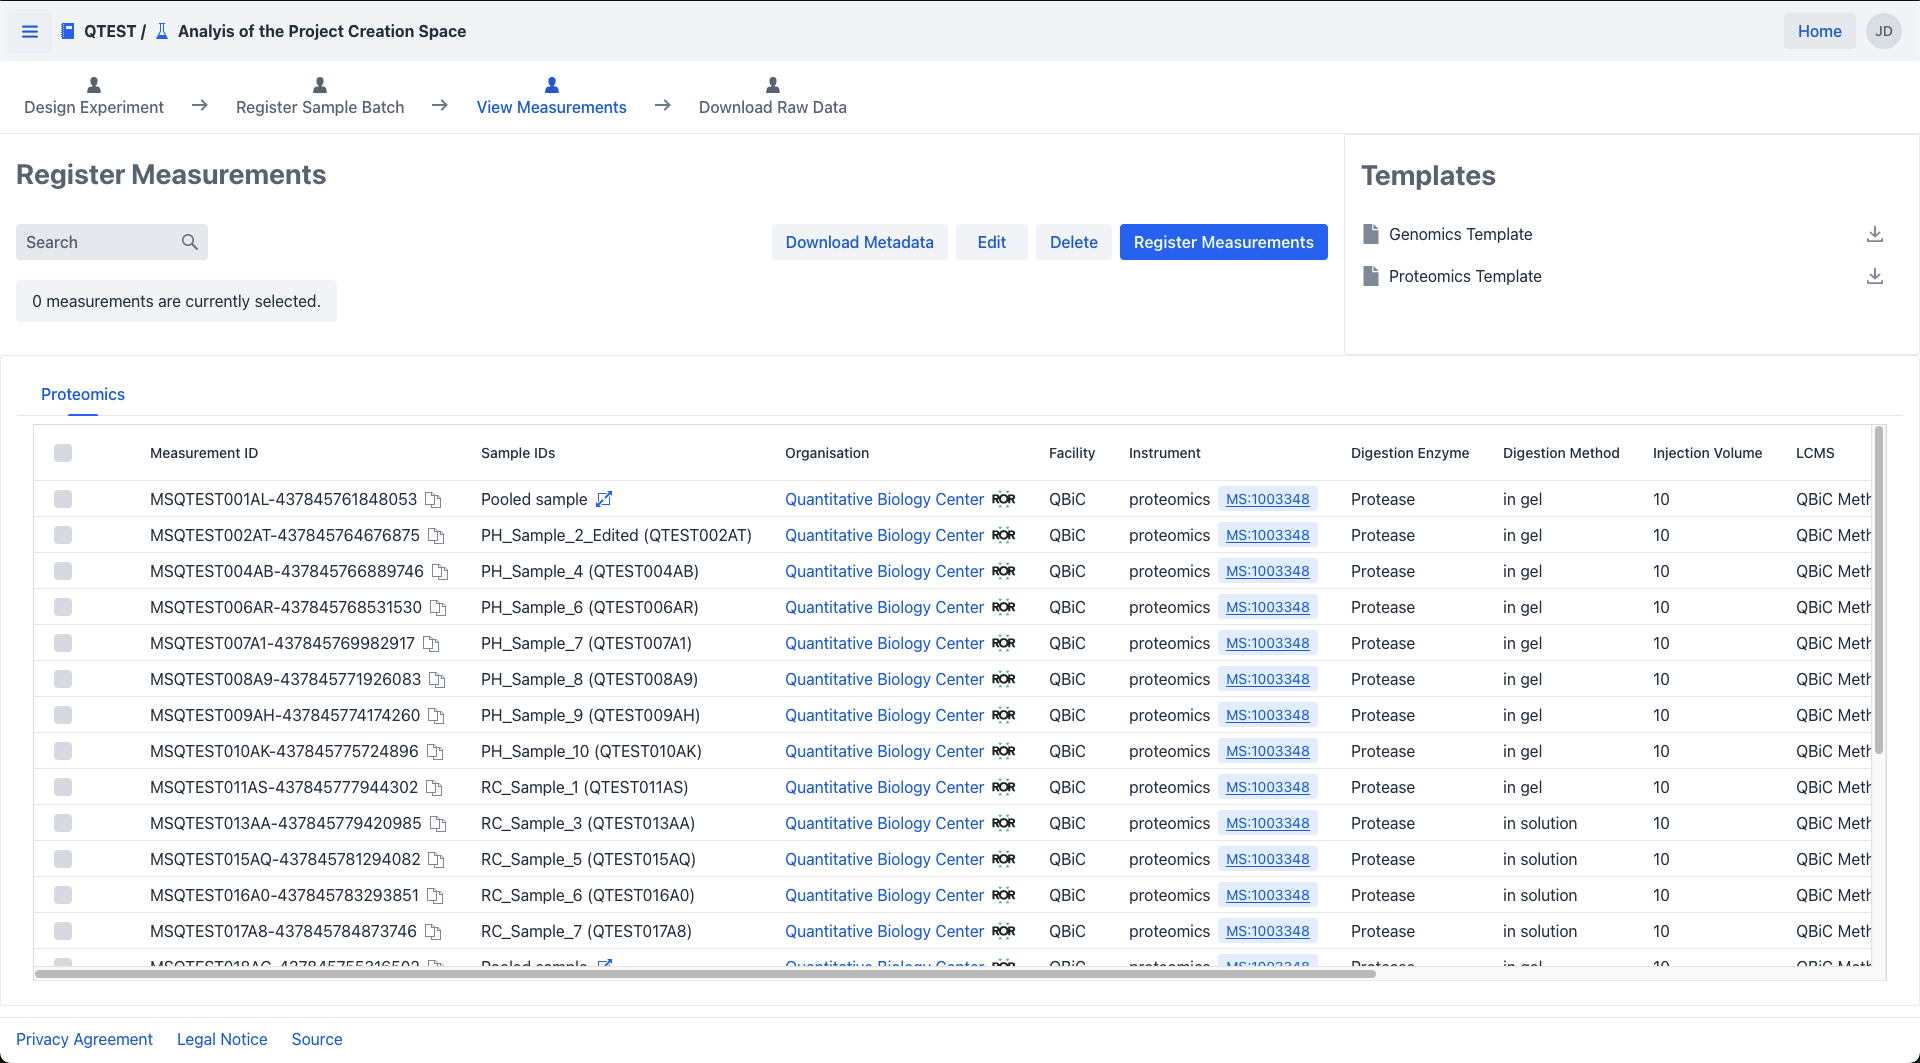 QTEST / Analyis of the Project Creation Space Home JD
Design Experiment Register Sample Batch View Measurements Download Raw Data
Register Measurements
Search Download Metadata Edit Delete Register Measurements
0 measurements are currently selected.
Templates
Genomics Template
Proteomics Template
Proteomics
Measurement ID Sample IDs Organisation Facility Instrument Digestion Enzyme Digestion Method Injection Volume LCMS
MSQTEST001AL-437845761848053 Pooled sample Quantitative Biology Center ROR QBiC proteomics MS:1003348 Protease in gel 10 QBiC Meth
MSQTEST002AT-437845764676875 PH_Sample_2_Edited (QTEST002AT) Quantitative Biology Center ROR QBiC proteomics MS:1003348 Protease in gel 10 QBiC Meth
MSQTEST004AB-437845766889746 PH_Sample_4 (QTEST004AB) Quantitative Biology Center ROR QBiC proteomics MS:1003348 Protease in gel 10 QBiC Meth
MSQTEST006AR-437845768531530 PH_Sample_6 (QTEST006AR) Quantitative Biology Center ROR QBiC proteomics MS:1003348 Protease in gel 10 QBiC Meth
MSQTEST007A1-437845769982917 PH_Sample_7 (QTEST007A1) Quantitative Biology Center ROR QBiC proteomics MS:1003348 Protease in gel 10 QBiC Meth
MSQTEST008A9-437845771926083 PH_Sample_8 (QTEST008A9) Quantitative Biology Center ROR QBiC proteomics MS:1003348 Protease in gel 10 QBiC Meth
MSQTEST009AH-437845774174260 PH_Sample_9 (QTEST009AH) Quantitative Biology Center ROR QBiC proteomics MS:1003348 Protease in gel 10 QBiC Meth
MSQTEST010AK-437845775724896 PH_Sample_10 (QTEST010AK) Quantitative Biology Center ROR QBiC proteomics MS:1003348 Protease in gel 10 QBiC Meth
MSQTEST011AS-437845777944302 RC_Sample_1 (QTEST011AS) Quantitative Biology Center ROR QBiC proteomics MS:1003348 Protease in gel 10 QBiC Meth
MSQTEST013AA-437845779420985 RC_Sample_3 (QTEST013AA) Quantitative Biology Center ROR QBiC proteomics MS:1003348 Protease in solution 10 QBiC Meth
MSQTEST015AQ-437845781294082 RC_Sample_5 (QTEST015AQ) Quantitative Biology Center ROR QBiC proteomics MS:1003348 Protease in solution 10 QBiC Meth
MSQTEST016A0-437845783293851 RC_Sample_6 (QTEST016A0) Quantitative Biology Center ROR QBiC proteomics MS:1003348 Protease in solution 10 QBiC Meth
MSQTEST017A8-437845784873746 RC_Sample_7 (QTEST017A8) Quantitative Biology Center ROR QBiC proteomics MS:1003348 Protease in solution 10 QBiC Meth
Pooled sample Quantitative Biology Center ROR QBiC proteomics MS:1003348 Protease in gel 10 QBiC Meth
Privacy Agreement Legal Notice Source